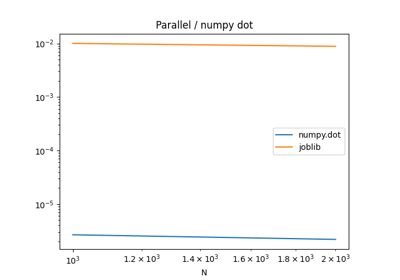 Parallel / numpy dot
10⁻²
10⁻³
10⁻⁴
10⁻⁵
numpy.dot
joblib
10³ 1.2 × 10³ 1.4 × 10³ 1.6 × 10³ 1.8 × 10³ 2 × 10³
N